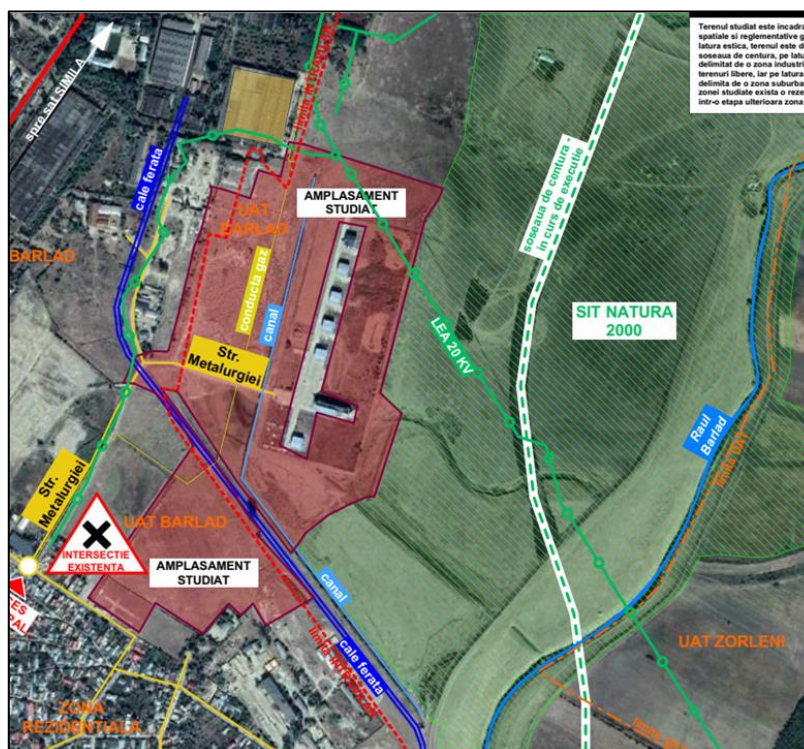 Terenul studiat este incadra
spatiale si reglementative g
latura estica, terenul este d
soseaua de centura, pe latu
delimitat de o zona industri
terenuri libere, iar pe latura
delimita de o zona suburba
zonei studiate exista o reze
intr-o etapa ulterioara zona
spre sat SIMILA
limita INTRAVILAN
cale ferata
AMPLASAMENT
STUDIAT
UAT
BARLAD
BARLAD
soseaua de centura -
in curs de executie
conducta gaz
canal
SIT NATURA
2000
LEA 20 KV
Str.
Metalurgiei
Raul
Barlad
limita UAT
Str.
Metalurgiei
UAT BARLAD
INTERSECTIE
EXISTENTA
AMPLASAMENT
STUDIAT
canal
cale ferata
UAT ZORLENI
ZONA
REZIDENTIALA